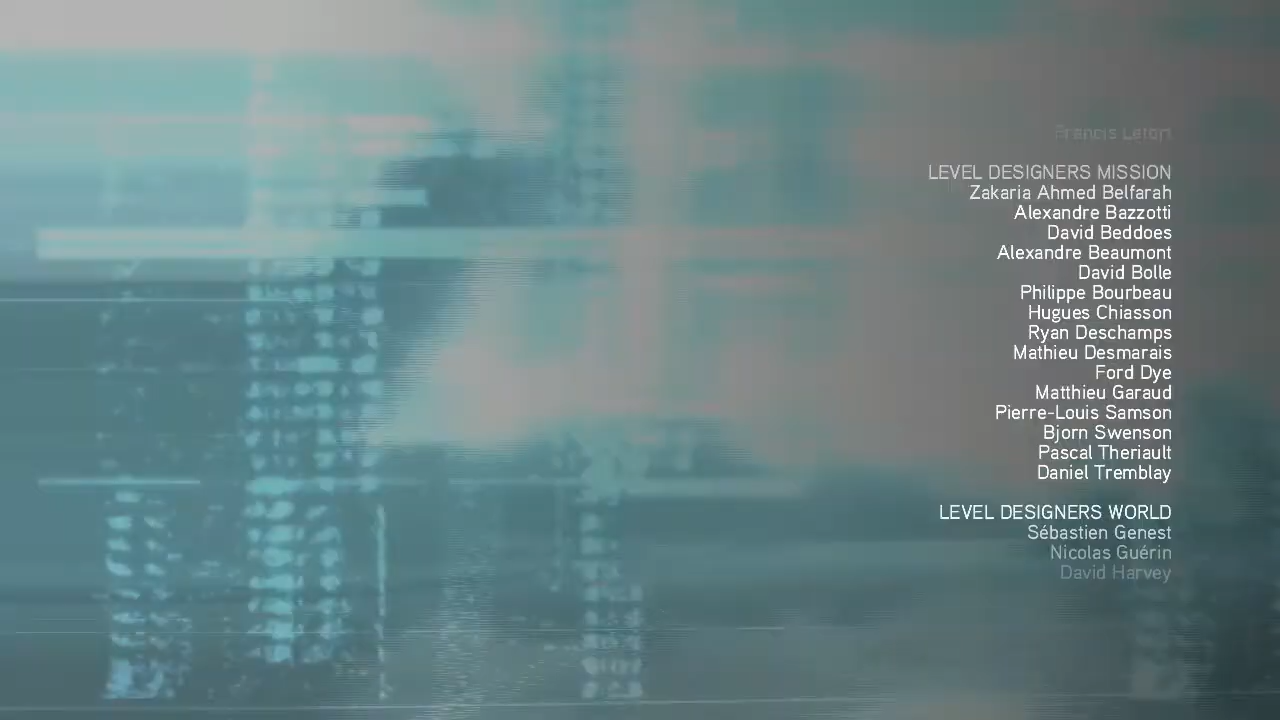 Francis Lefort
LEVEL DESIGNERS MISSION
Zakaria Ahmed Belfarah
Alexandre Bazzotti
David Beddoes
Alexandre Beaumont
David Bolle
Philippe Bourbeau
Hugues Chiasson
Ryan Deschamps
Mathieu Desmarais
Ford Dye
Matthieu Garaud
Pierre-Louis Samson
Bjorn Swenson
Pascal Theriault
Daniel Tremblay
LEVEL DESIGNERS WORLD
Sébastien Genest
Nicolas Guérin
David Harvey